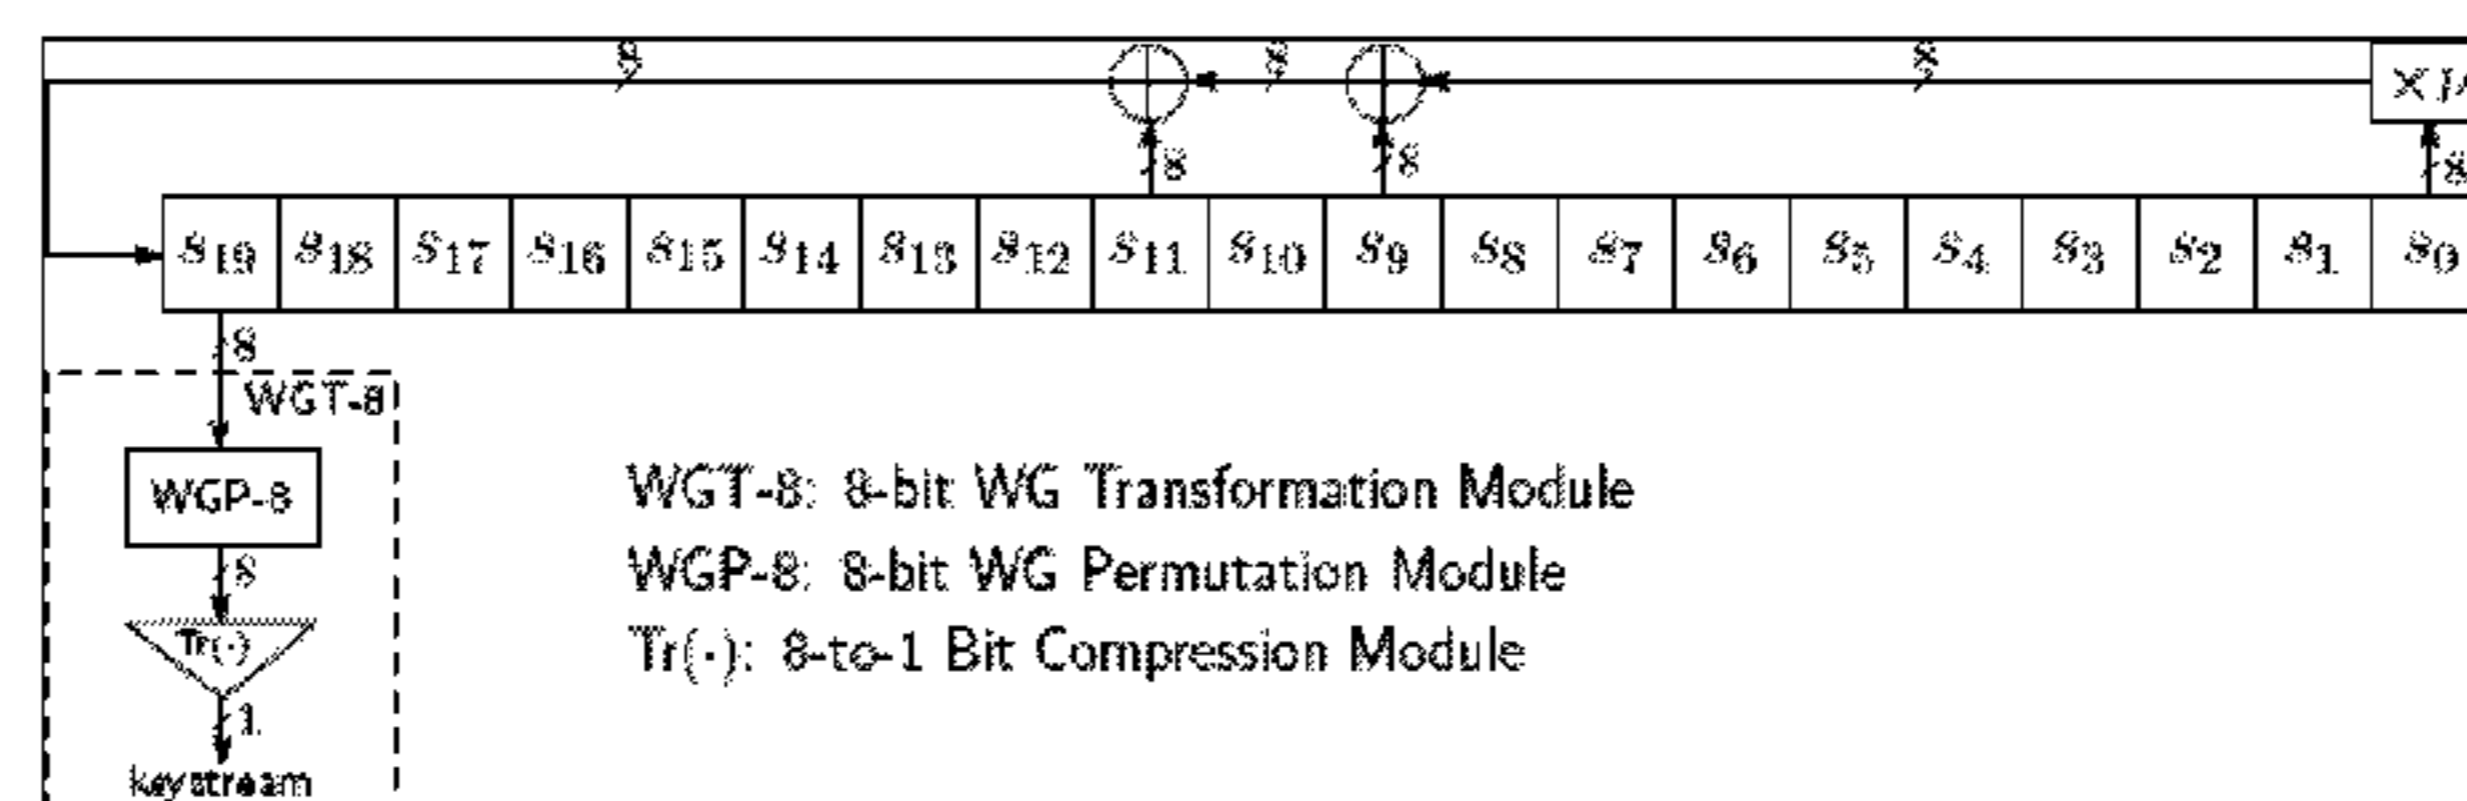 8 8 8
×
8 8 8
s19 s18 s17 s16 s15 s14 s13 s12 s11 s10 s9 s8 s7 s6 s5 s4 s3 s2 s1 s0
8
WGT-8
WGP-8
8
Tr(·)
1
keystream
WGT-8: 8-bit WG Transformation Module
WGP-8: 8-bit WG Permutation Module
Tr(·): 8-to-1 Bit Compression Module